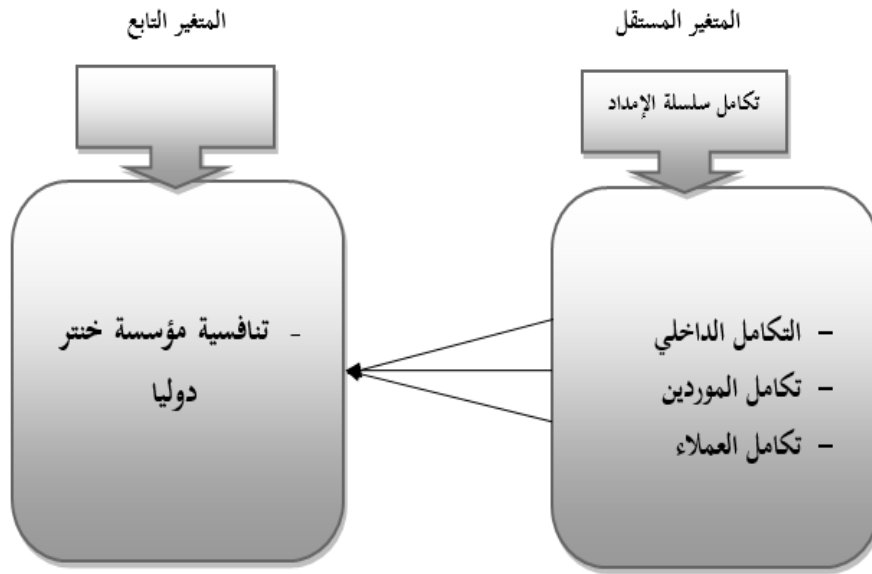 المتغير المستقل
المتغير التابع
تكامل سلسلة الإمداد
– التكامل الداخلي
– تكامل الموردين
– تكامل العملاء
- تنافسية مؤسسة خنتر
دوليا